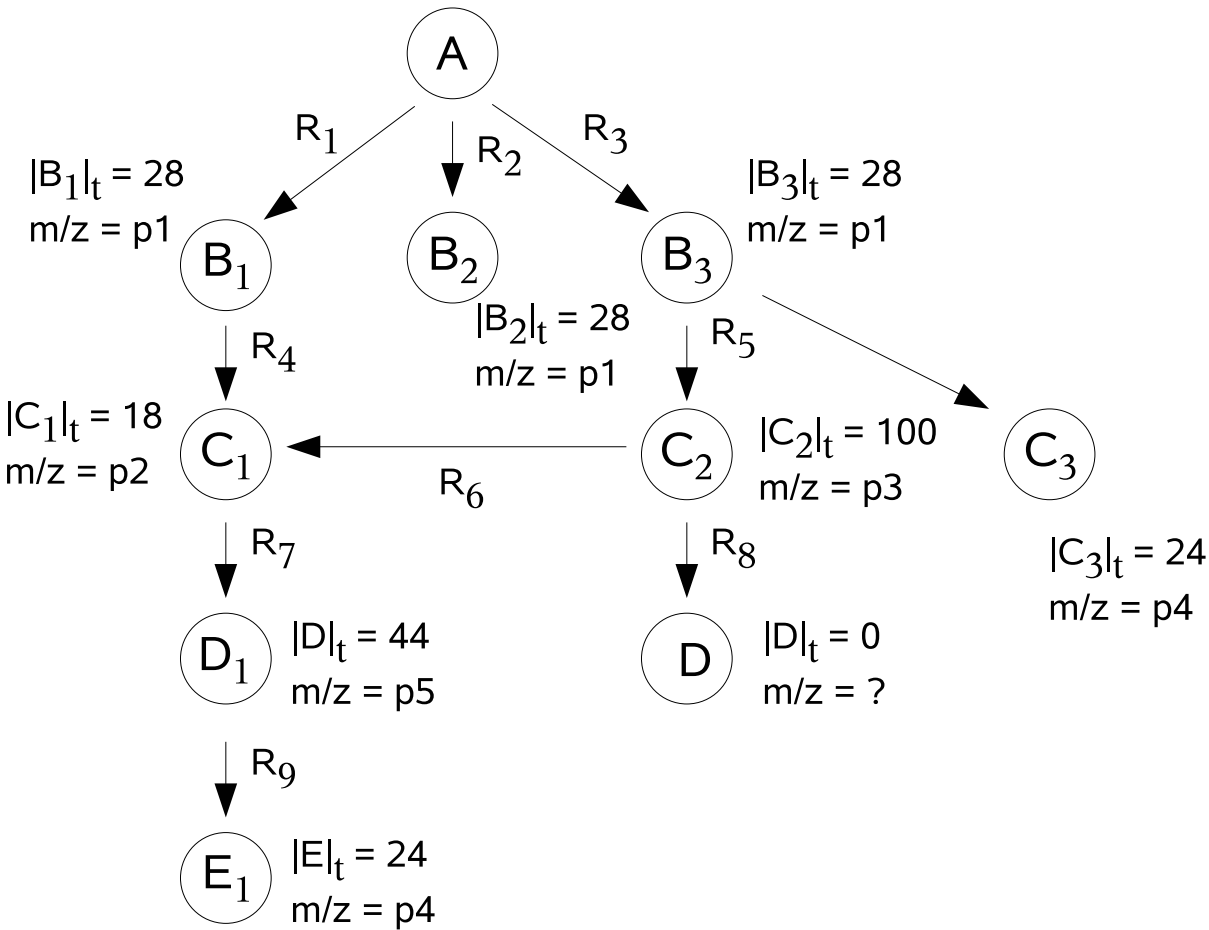 A
R1
R2
R3
|B1|t = 28
m/z = p1
|B3|t = 28
m/z = p1
B1
B2
B3
|B2|t = 28
m/z = p1
R4
R5
|C1|t = 18
m/z = p2
C1
R6
C2
|C2|t = 100
m/z = p3
C3
|C3|t = 24
m/z = p4
R7
R8
D1
|D|t = 44
m/z = p5
D
|D|t = 0
m/z = ?
R9
E1
|E|t = 24
m/z = p4